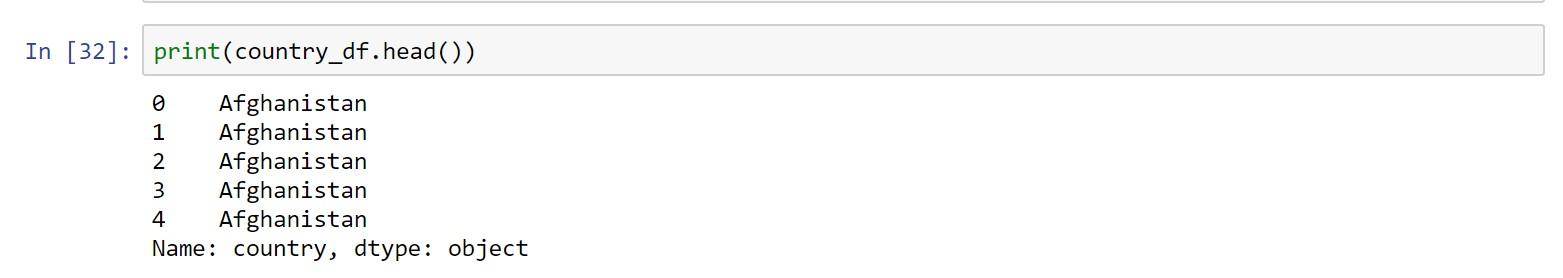 In [32]: print(country_df.head())
0    Afghanistan
1    Afghanistan
2    Afghanistan
3    Afghanistan
4    Afghanistan
Name: country, dtype: object